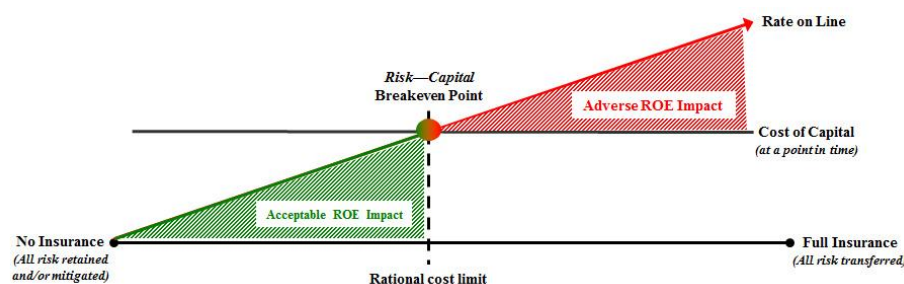 Rate on Line
Risk—Capital
Breakeven Point
Adverse ROE Impact
Cost of Capital
(at a point in time)
Acceptable ROE Impact
No Insurance
(All risk retained
and/or mitigated)
Full Insurance
(All risk transferred)
Rational cost limit